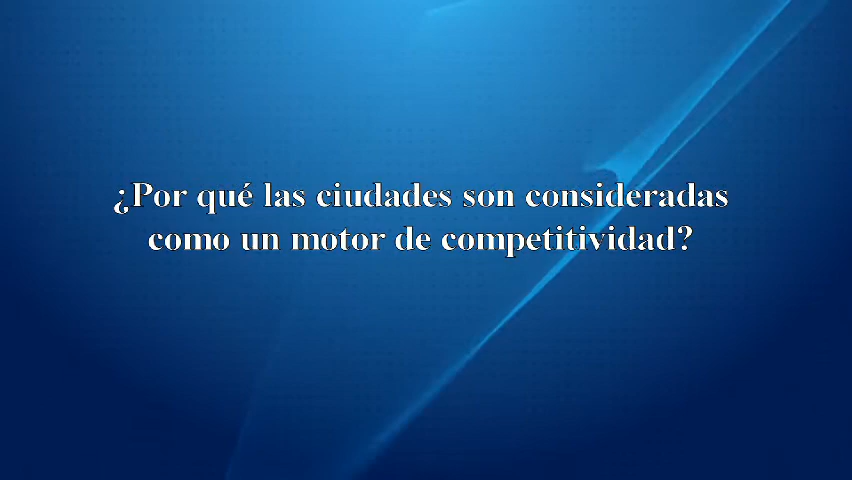 ¿Por qué las ciudades son consideradas
como un motor de competitividad?